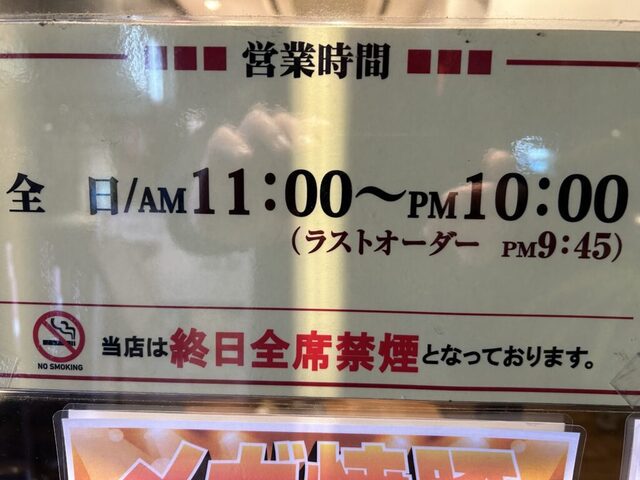 営業時間
全 日/AM11:00～PM10:00
(ラストオーダー PM9:45)
NO SMOKING
当店は終日全席禁煙となっております。